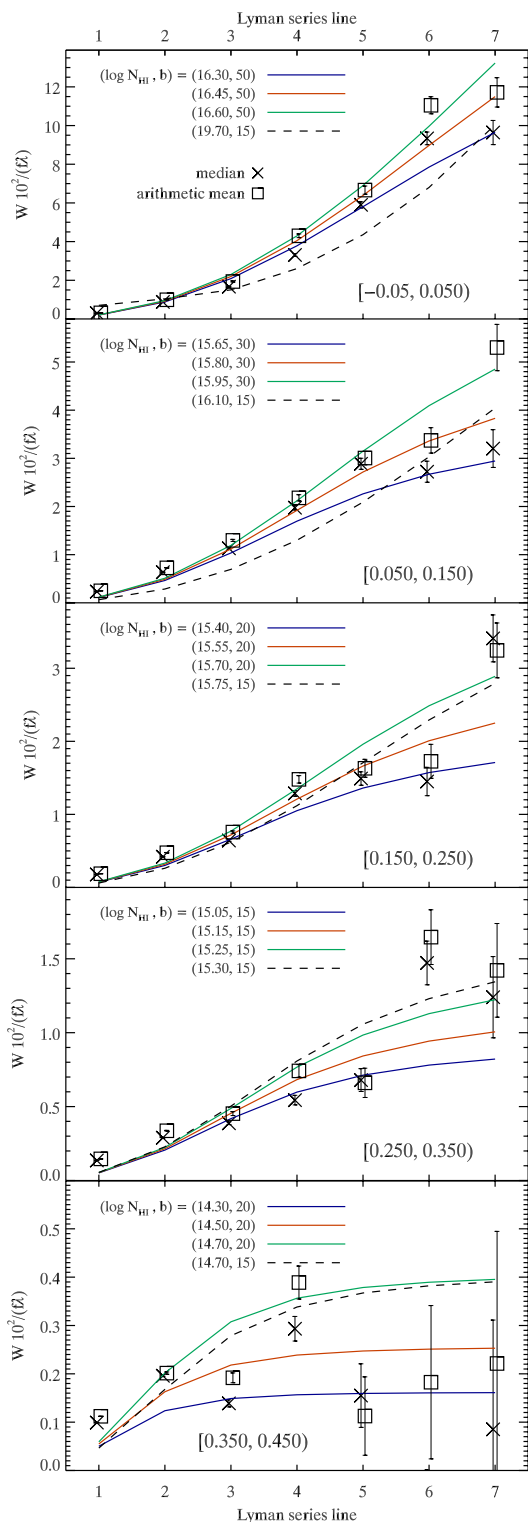 Lyman series line
1 2 3 4 5 6 7
(log N_HI , b) = (16.30, 50)
(16.45, 50)
(16.60, 50)
(19.70, 15)
median
arithmetic mean
12
10
8
6
4
2
0
W 10²/(fλ)
[−0.05, 0.050)
(log N_HI , b) = (15.65, 30)
(15.80, 30)
(15.95, 30)
(16.10, 15)
5
4
3
2
1
0
W 10²/(fλ)
[0.050, 0.150)
(log N_HI , b) = (15.40, 20)
(15.55, 20)
(15.70, 20)
(15.75, 15)
3
2
1
0
W 10²/(fλ)
[0.150, 0.250)
(log N_HI , b) = (15.05, 15)
(15.15, 15)
(15.25, 15)
(15.30, 15)
1.5
1.0
0.5
0.0
W 10²/(fλ)
[0.250, 0.350)
(log N_HI , b) = (14.30, 20)
(14.50, 20)
(14.70, 20)
(14.70, 15)
0.5
0.4
0.3
0.2
0.1
0.0
W 10²/(fλ)
[0.350, 0.450)
1 2 3 4 5 6 7
Lyman series line